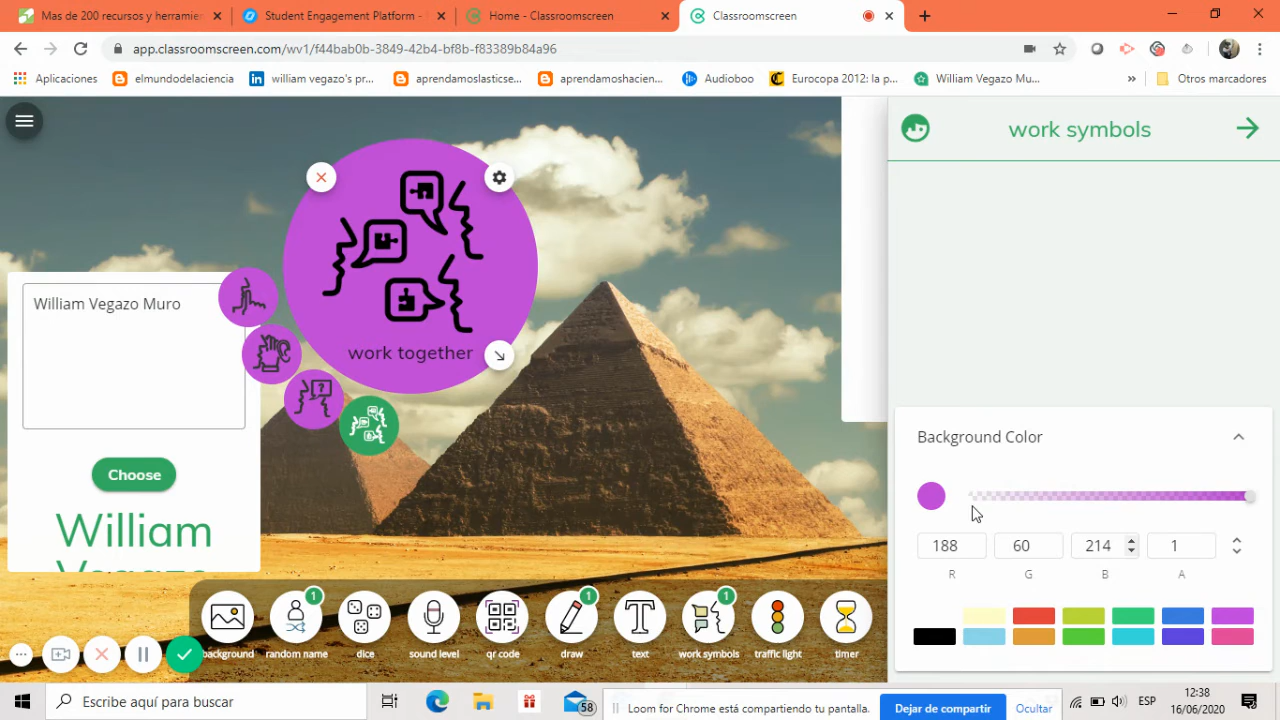 Mas de 200 recursos y herramie
Student Engagement Platform -
Home - Classroomscreen
Classroomscreen
app.classroomscreen.com/wv1/f44bab0b-3849-42b4-bf8b-f83389b84a96
Aplicaciones
elmundodelaciencia
william vegazo's pr...
aprendamoslasticse...
aprendamoshacien...
Audioboo
Eurocopa 2012: la p...
William Vegazo Mu...
»
Otros marcadores
work symbols
work together
William Vegazo Muro
Choose
William
Vegazo
Background Color
188
60
214
1
R
G
B
A
1
1
1
background
random name
dice
sound level
qr code
draw
text
work symbols
traffic light
timer
Escribe aquí para buscar
58
Loom for Chrome está compartiendo tu pantalla.
Dejar de compartir
Ocultar
ESP
12:38
16/06/2020